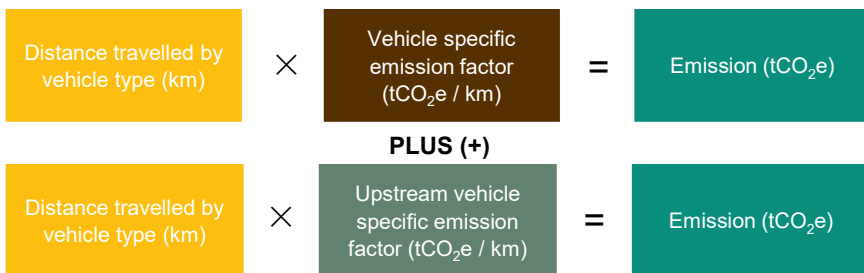 Distance travelled by
vehicle type (km)
×
Vehicle specific
emission factor
(tCO₂e / km)
=
Emission (tCO₂e)
PLUS (+)
Distance travelled by
vehicle type (km)
×
Upstream vehicle
specific emission
factor (tCO₂e / km)
=
Emission (tCO₂e)